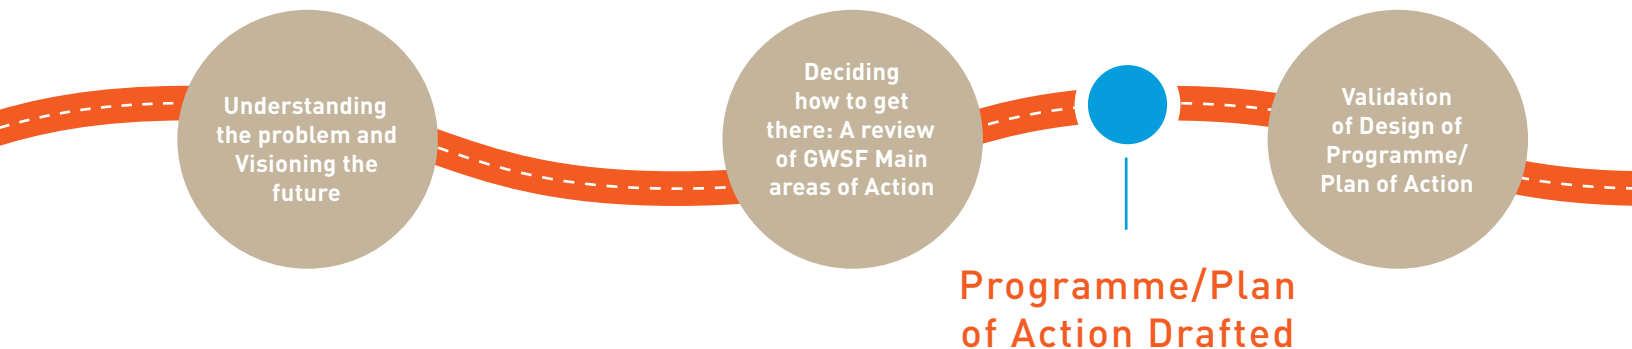 Understanding
the problem and
Visioning the
future
Deciding
how to get
there: A review
of GWSF Main
areas of Action
Programme/Plan
of Action Drafted
Validation
of Design of
Programme/
Plan of Action